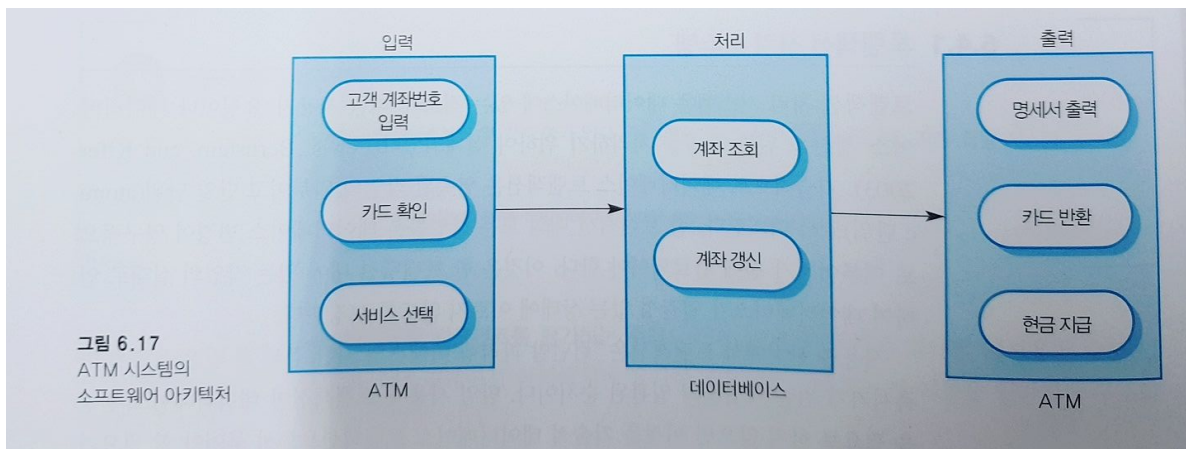 입력
고객 계좌번호
입력
카드 확인
서비스 선택
ATM
처리
계좌 조회
계좌 갱신
데이터베이스
출력
명세서 출력
카드 반환
현금 지급
ATM
그림 6.17
ATM 시스템의
소프트웨어 아키텍처